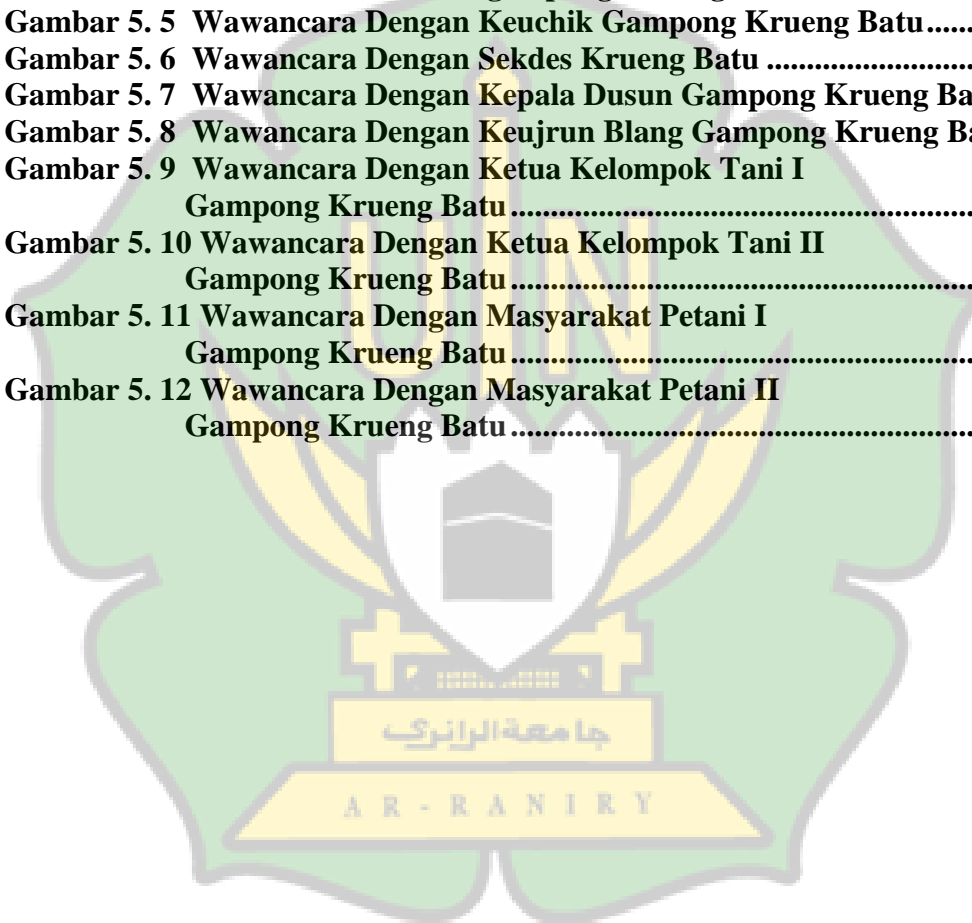 Gambar 5. 5 Wawancara Dengan Keuchik Gampong Krueng Batu.......
Gambar 5. 6 Wawancara Dengan Sekdes Krueng Batu ...........................
Gambar 5. 7 Wawancara Dengan Kepala Dusun Gampong Krueng
Gambar 5. 8 Wawancara Dengan Keujrun Blang Gampong Krueng
Gambar 5. 9 Wawancara Dengan Ketua Kelompok Tani I
Gampong Krueng Batu..........................................................
Gambar 5. 10 Wawancara Dengan Ketua Kelompok Tani II
Gampong Krueng Batu..........................................................
Gambar 5. 11 Wawancara Dengan Masyarakat Petani I
Gampong Krueng Batu..........................................................
Gambar 5. 12 Wawancara Dengan Masyarakat Petani II
Gampong Krueng Batu..........................................................
UIN
جامعةالرانرك
AR-RANIRY